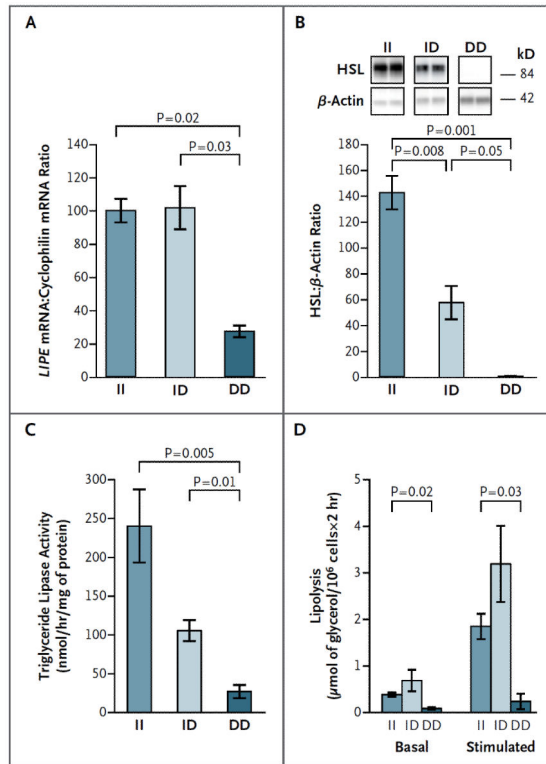 A
P=0.02
P=0.03
LIPE mRNA:Cyclophilin mRNA Ratio
140
120
100
80
60
40
20
0
II ID DD
B
II ID DD kD
HSL 84
β-Actin 42
P=0.001
P=0.008 P=0.05
HSL:β-Actin Ratio
180
160
140
120
100
80
60
40
20
0
II ID DD
C
P=0.005
P=0.01
Triglyceride Lipase Activity
(nmol/hr/mg of protein)
300
250
200
150
100
50
0
II ID DD
D
P=0.02 P=0.03
Lipolysis
(μmol of glycerol/10⁶ cells×2 hr)
5
4
3
2
1
0
II ID DD II ID DD
Basal Stimulated